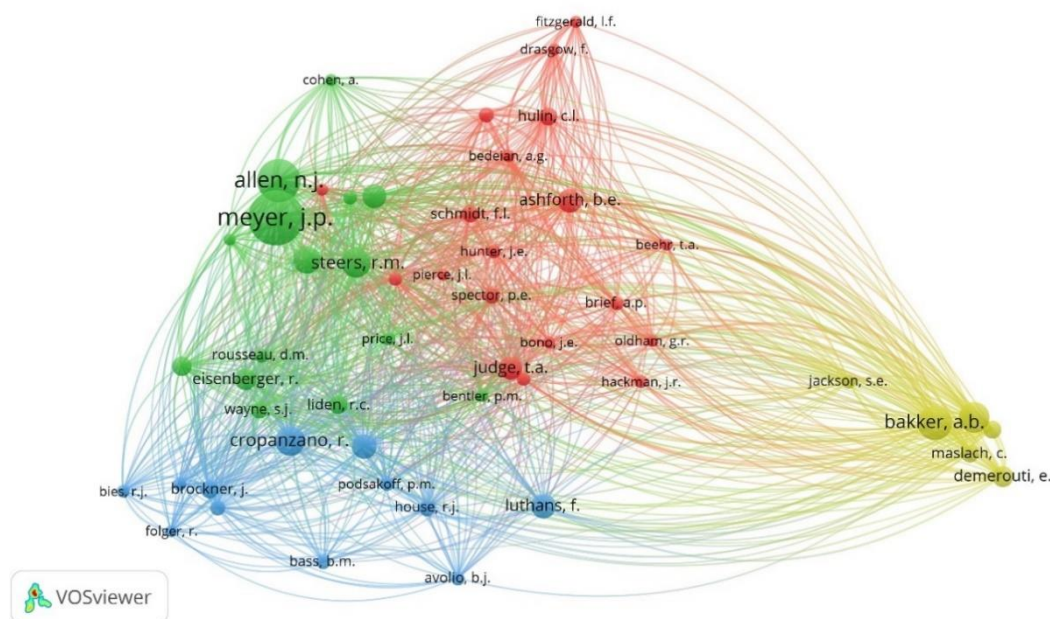 fitzgerald, l.f.
drasgow, f.
cohen, a.
hulin, c.l.
bedeian, a.g.
allen, n.j.
ashforth, b.e.
meyer, j.p.
schmidt, f.l.
beehr, t.a.
hunter, j.e.
steers, r.m.
pierce, j.l.
spector, p.e.
brief, a.p.
price, j.l.
bono, j.e.
oldham, g.r.
rousseau, d.m.
judge, t.a.
eisenberger, r.
hackman, j.r.
jackson, s.e.
bentler, p.m.
wayne, s.j.
liden, r.c.
bakker, a.b.
cropanzano, r.
maslach, c.
demerouti, e.
podsakoff, p.m.
bies, r.j.
brockner, j.
house, r.j.
luthans, f.
folger, r.
bass, b.m.
avolio, b.j.
VOSviewer